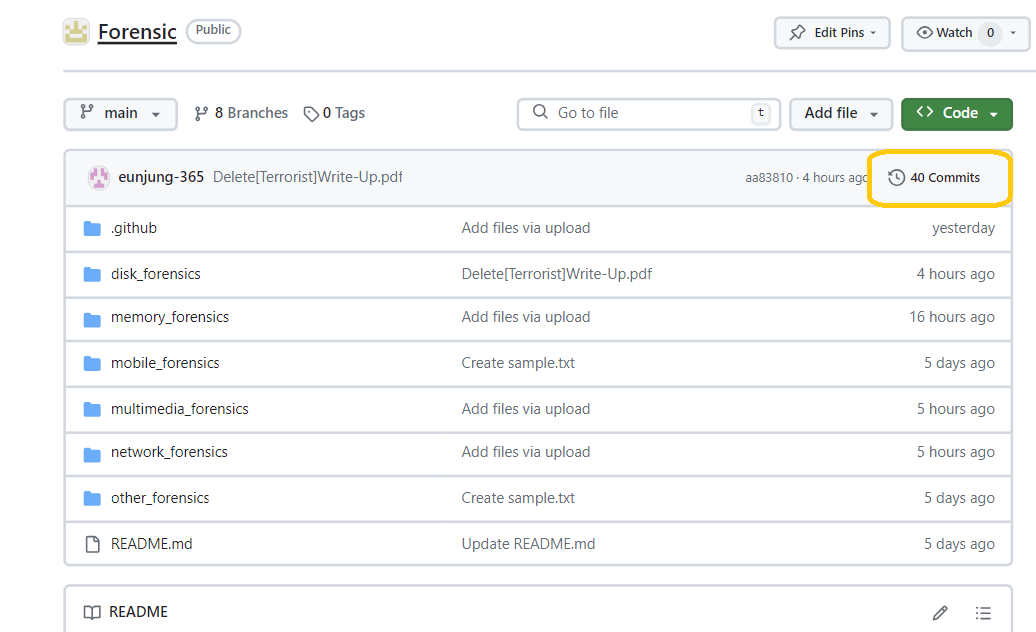 Forensic Public Edit Pins Watch 0
main 8 Branches 0 Tags Go to file t Add file Code
eunjung-365 Delete[Terrorist]Write-Up.pdf aa83810 · 4 hours ago 40 Commits
.github Add files via upload yesterday
disk_forensics Delete[Terrorist]Write-Up.pdf 4 hours ago
memory_forensics Add files via upload 16 hours ago
mobile_forensics Create sample.txt 5 days ago
multimedia_forensics Add files via upload 5 hours ago
network_forensics Add files via upload 5 hours ago
other_forensics Create sample.txt 5 days ago
README.md Update README.md 5 days ago
README